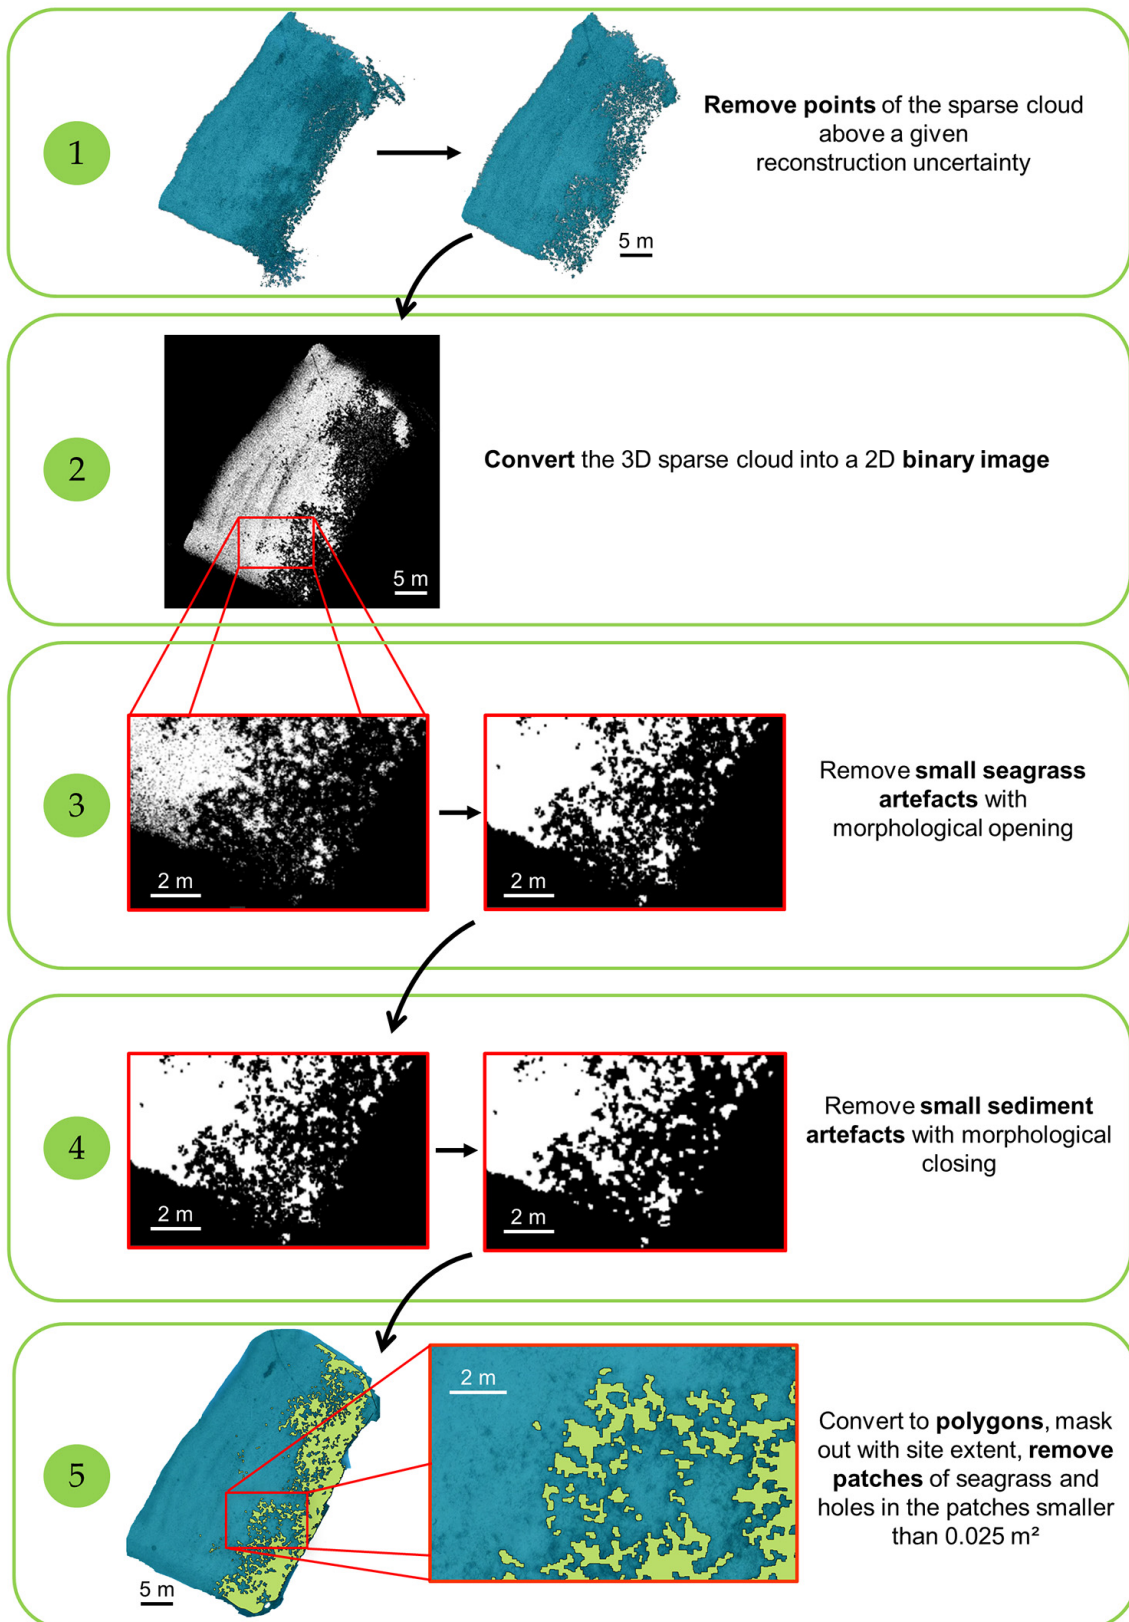 1
Remove points of the sparse cloud
above a given
reconstruction uncertainty
5 m
2
Convert the 3D sparse cloud into a 2D binary image
5 m
3
2 m
2 m
Remove small seagrass
artefacts with
morphological opening
4
2 m
2 m
Remove small sediment
artefacts with morphological
closing
5
5 m
2 m
Convert to polygons, mask
out with site extent, remove
patches of seagrass and
holes in the patches smaller
than 0.025 m²